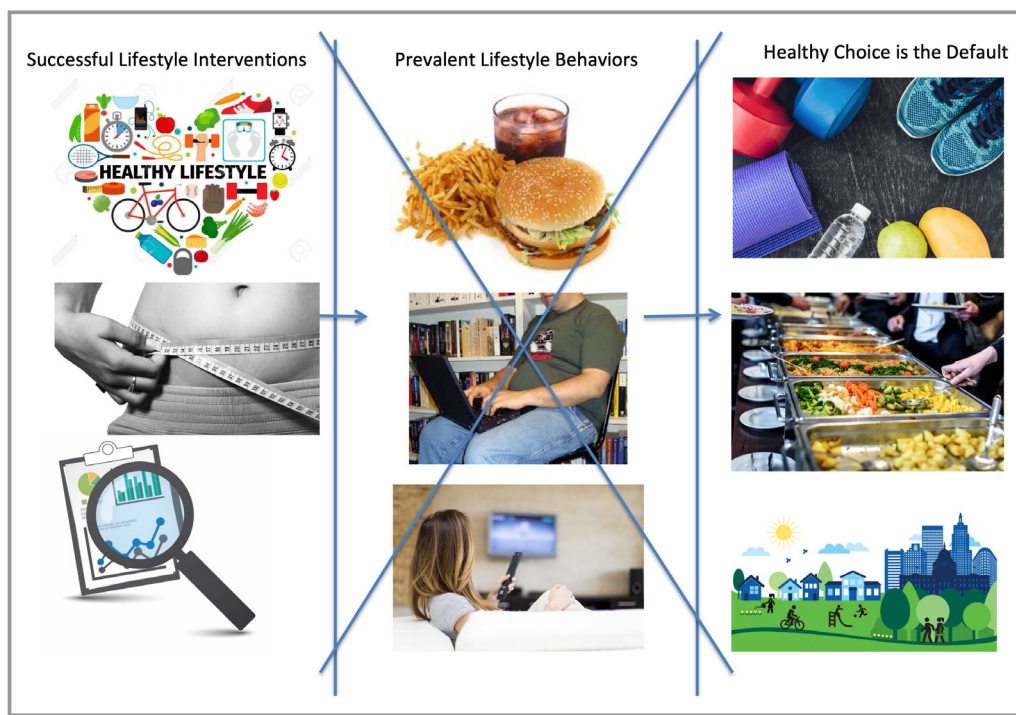 Successful Lifestyle Interventions
Prevalent Lifestyle Behaviors
Healthy Choice is the Default
HEALTHY LIFESTYLE